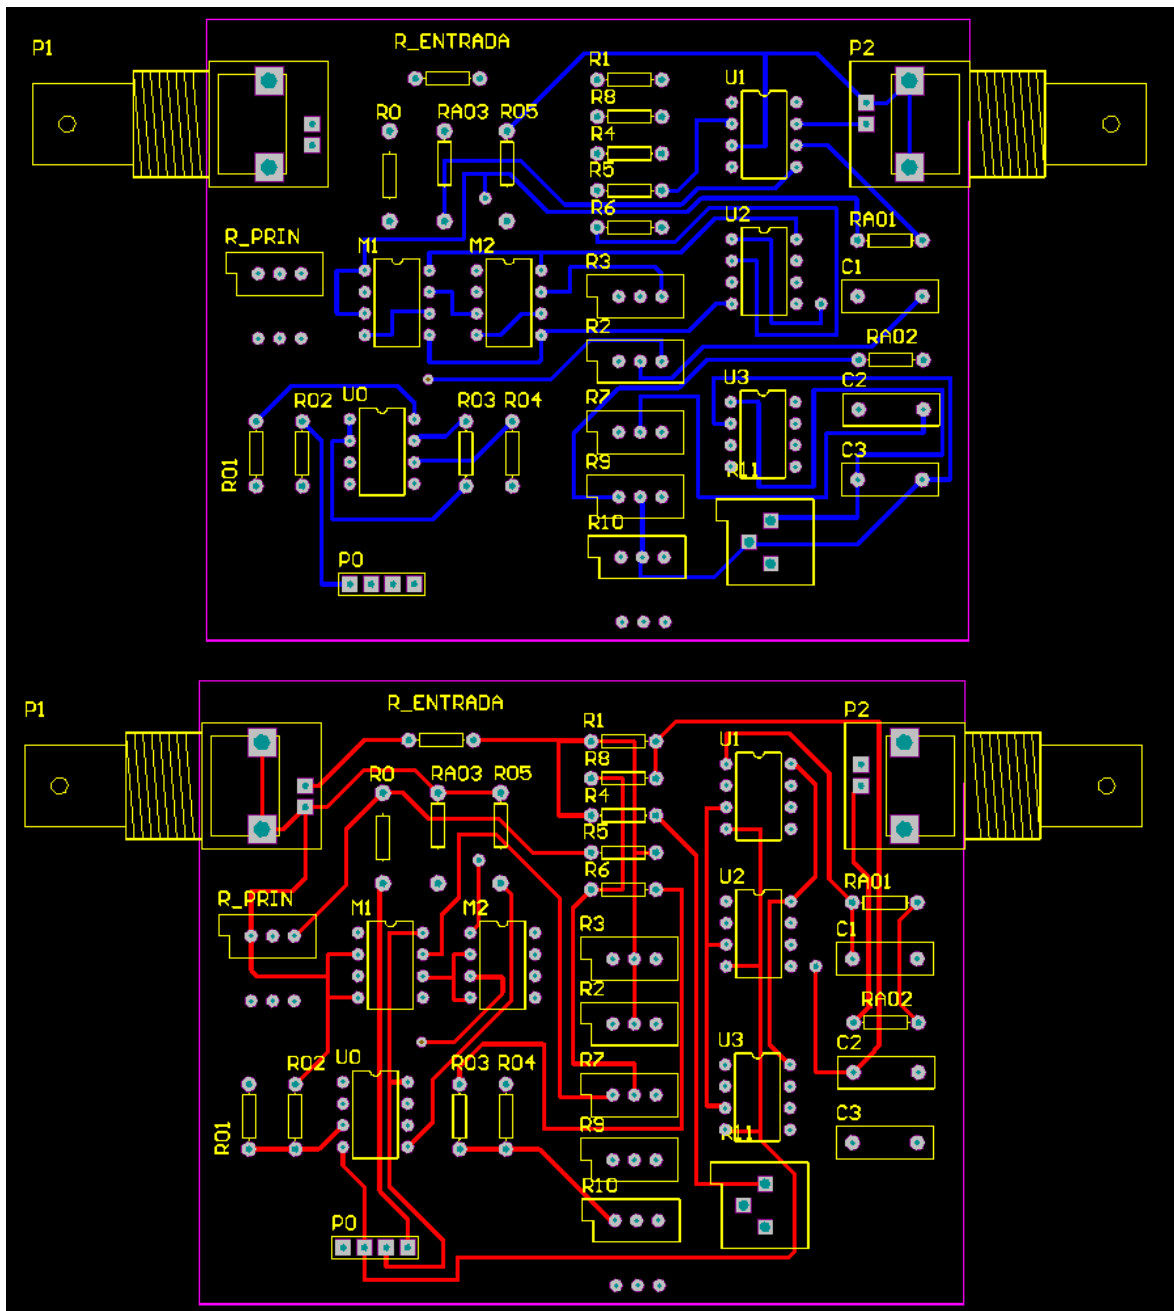 R_ENTRADA
P1
P2
R1
U1
R8
R0
RA03
R05
R4
R5
R6
U2
RA01
R_PRIN
M1
M2
R3
C1
R2
RA02
U3
C2
R02
U0
R03
R04
R7
R01
R9
R11
C3
R10
P0
R_ENTRADA
P1
P2
R1
U1
R8
R0
RA03
R05
R4
R5
R6
U2
RA01
R_PRIN
M1
M2
R3
C1
R2
RA02
U3
C2
R02
U0
R03
R04
R7
R01
R9
R11
C3
R10
P0